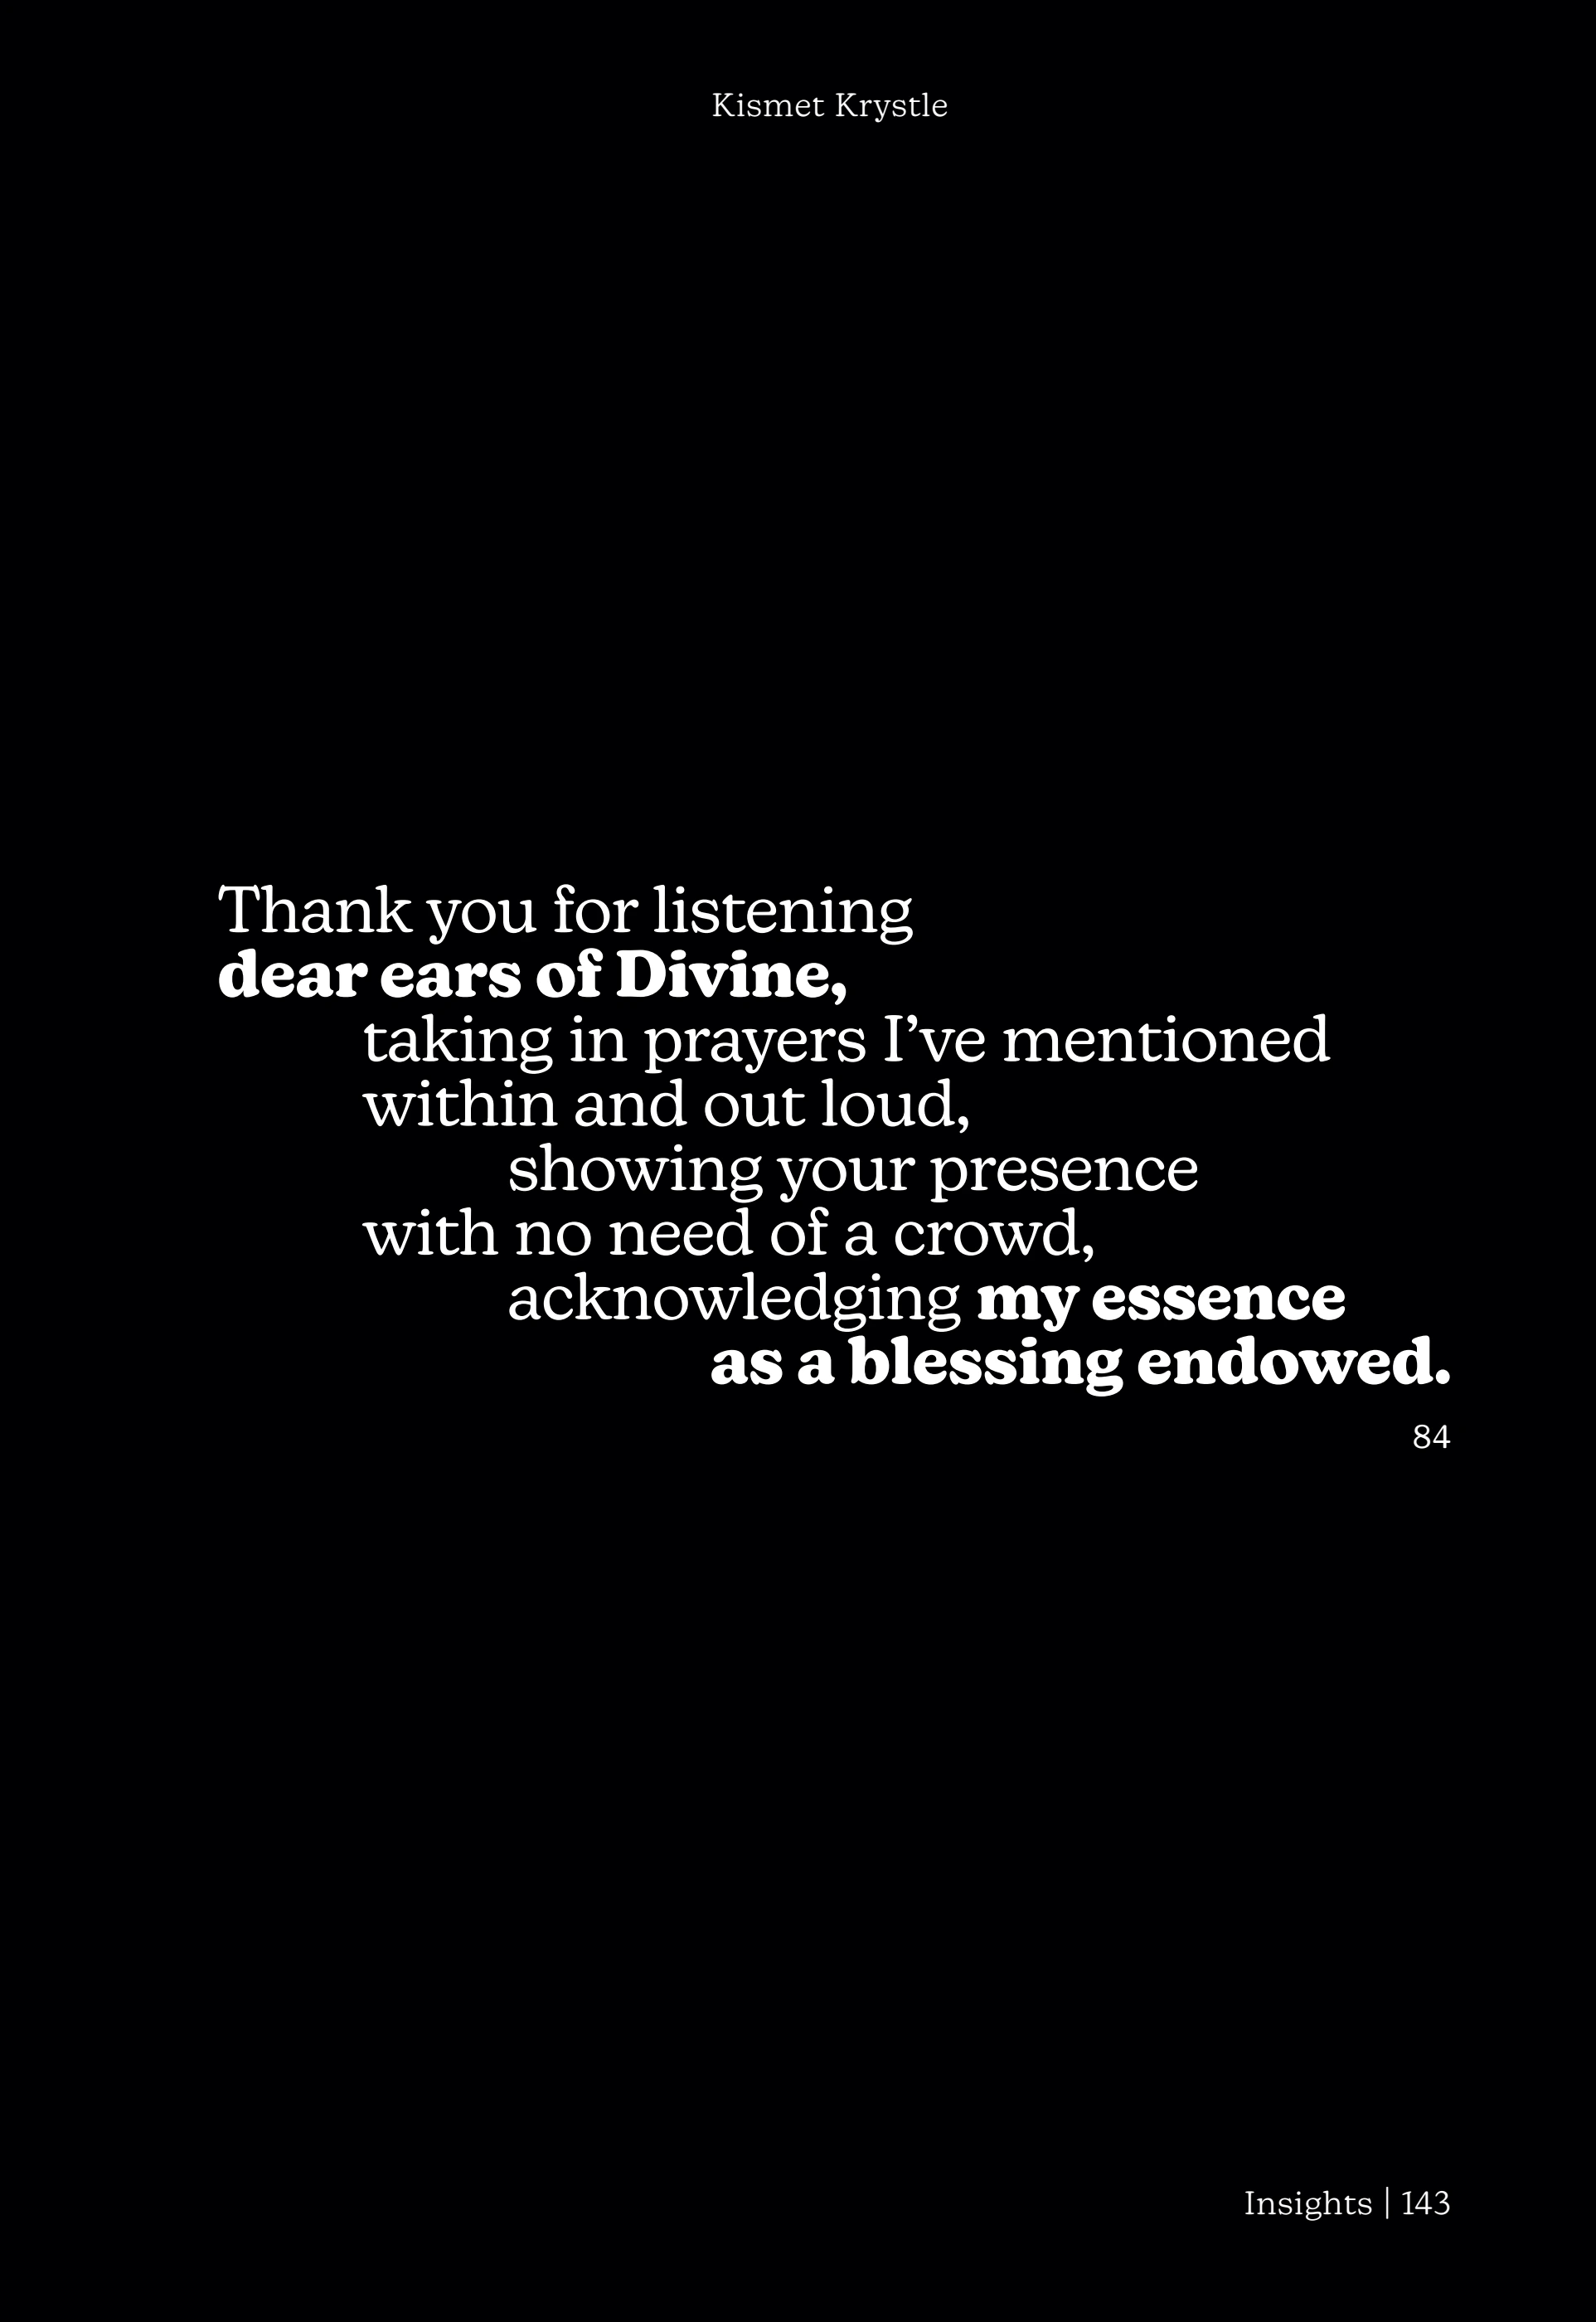 Kismet Krystle
Thank you for listening
dear ears of Divine,
taking in prayers I’ve mentioned
within and out loud,
showing your presence
with no need of a crowd,
acknowledging my essence
as a blessing endowed.
84
Insights | 143